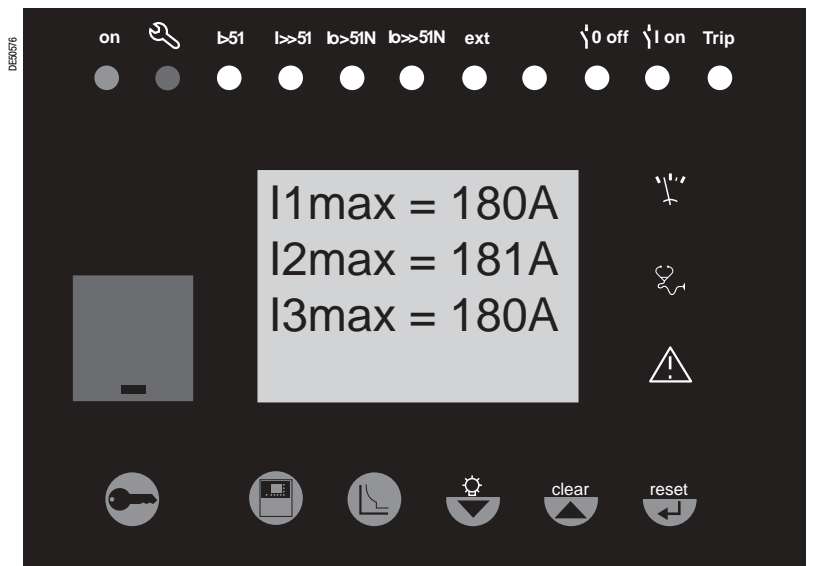 DE50576
on I>51 I>>51 Io>51N Io>>51N ext 0 off I on Trip
I1max = 180A
I2max = 181A
I3max = 180A
clear reset